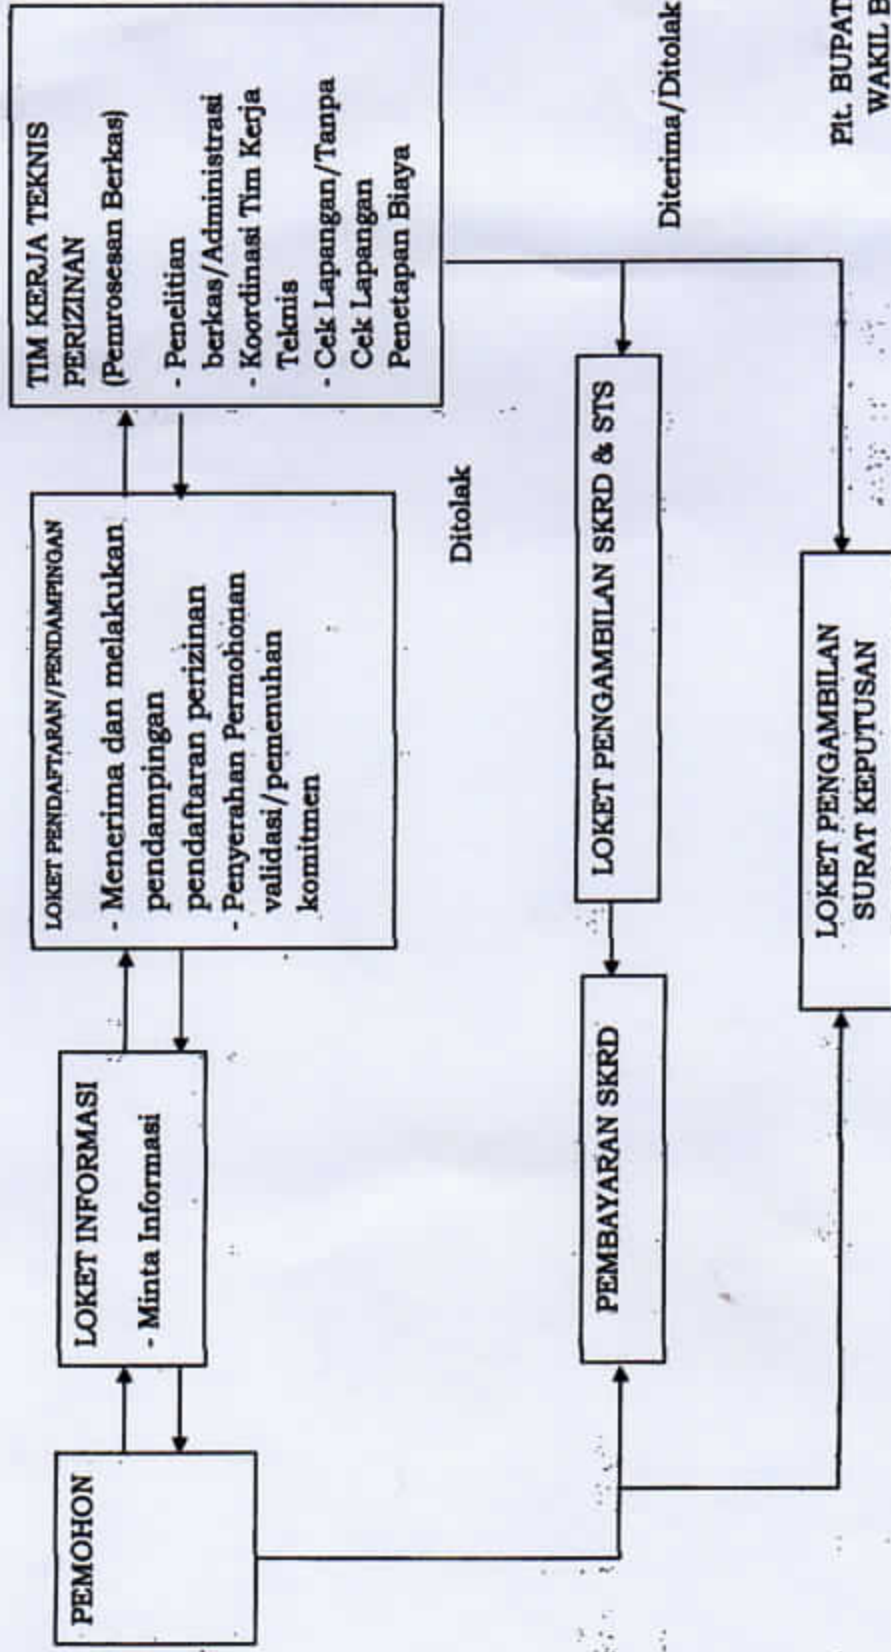 PEMOHON
LOKET INFORMASI
- Minta Informasi
LOKET PENDAFTARAN/PENDAMPINGAN
- Menerima dan melakukan
pendampingan
pendaftaran perizinan
- Penyerahan Permohonan
validasi/pemenuhan
komitmen
TIM KERJA TEKNIS
PERIZINAN
(Pemrosesan Berkas)
- Penelitian
berkas/Administrasi
- Koordinasi Tim Kerja
Teknis
- Cek Lapangan/Tanpa
Cek Lapangan
Penetapan Biaya
Ditolak
PEMBAYARAN SKRD
LOKET PENGAMBILAN SKRD & STS
Diterima/Ditolak
LOKET PENGAMBILAN
SURAT KEPUTUSAN
Plt. BUPAT
WAKIL B